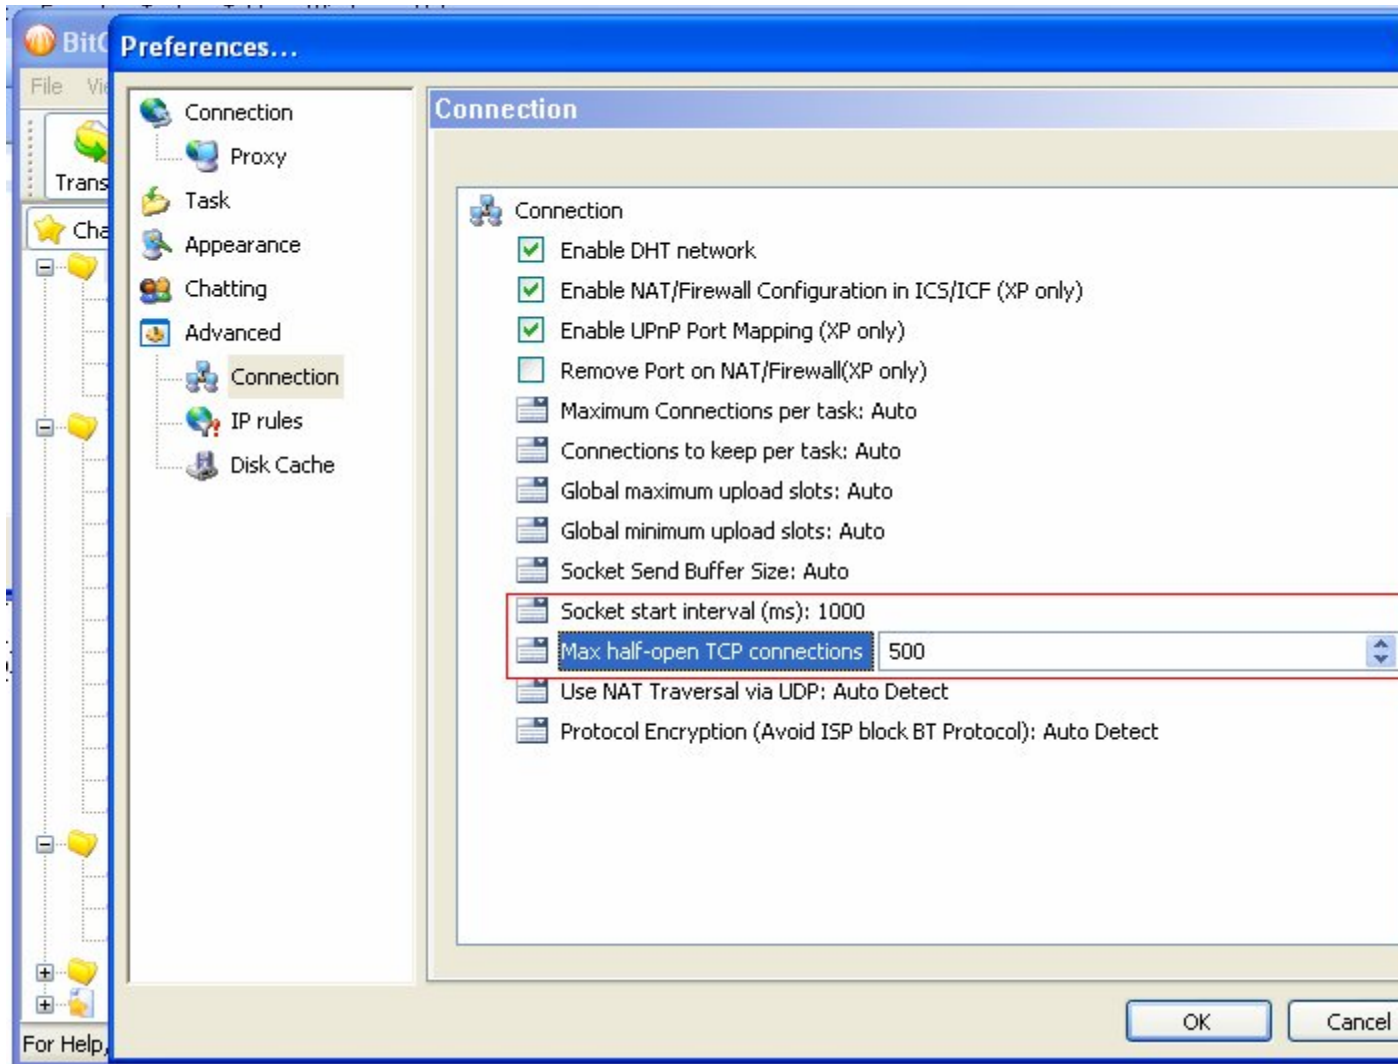 BitC
Preferences...
File Vie
Connection
Proxy
Task
Appearance
Chatting
Advanced
Connection
IP rules
Disk Cache
Trans
Cha
Connection
Connection
Enable DHT network
Enable NAT/Firewall Configuration in ICS/ICF (XP only)
Enable UPnP Port Mapping (XP only)
Remove Port on NAT/Firewall(XP only)
Maximum Connections per task: Auto
Connections to keep per task: Auto
Global maximum upload slots: Auto
Global minimum upload slots: Auto
Socket Send Buffer Size: Auto
Socket start interval (ms): 1000
Max half-open TCP connections 500
Use NAT Traversal via UDP: Auto Detect
Protocol Encryption (Avoid ISP block BT Protocol): Auto Detect
OK Cancel
For Help,